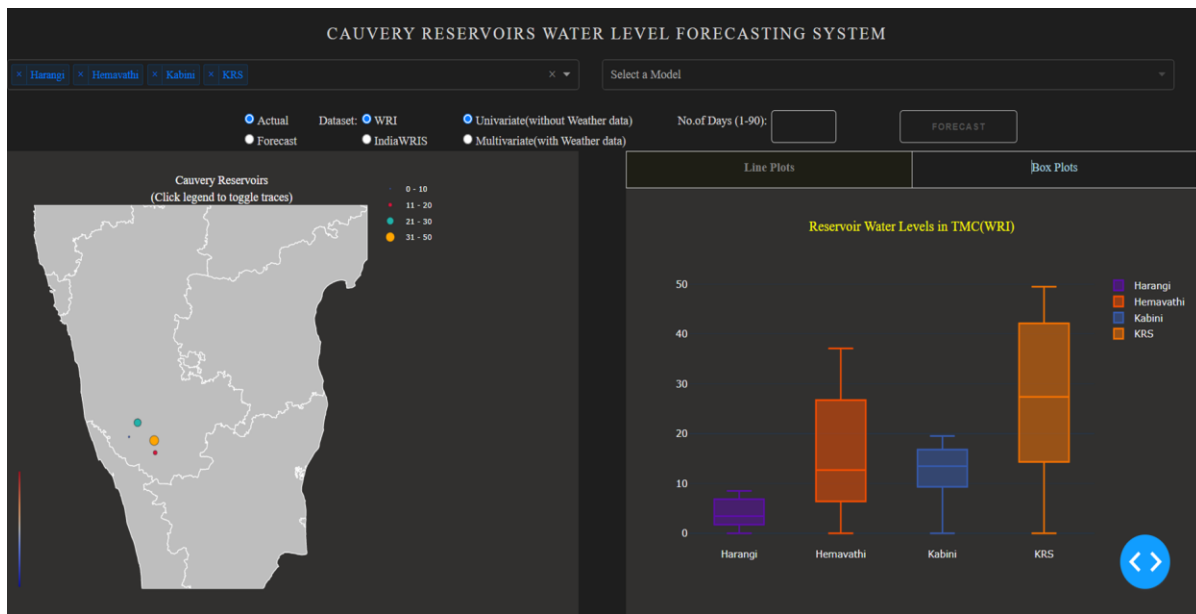 CAUVERY RESERVOIRS WATER LEVEL FORECASTING SYSTEM
× Harangi × Hemavathi × Kabini × KRS ×
Select a Model
Actual Dataset: WRI Univariate(without Weather data) No.of Days (1-90): FORECAST
Forecast IndiaWRIS Multivariate(with Weather data)
Cauvery Reservoirs
(Click legend to toggle traces)
0 - 10
11 - 20
21 - 30
31 - 50
Line Plots Box Plots
Reservoir Water Levels in TMC(WRI)
50
40
30
20
10
0
Harangi Hemavathi Kabini KRS
Harangi
Hemavathi
Kabini
KRS